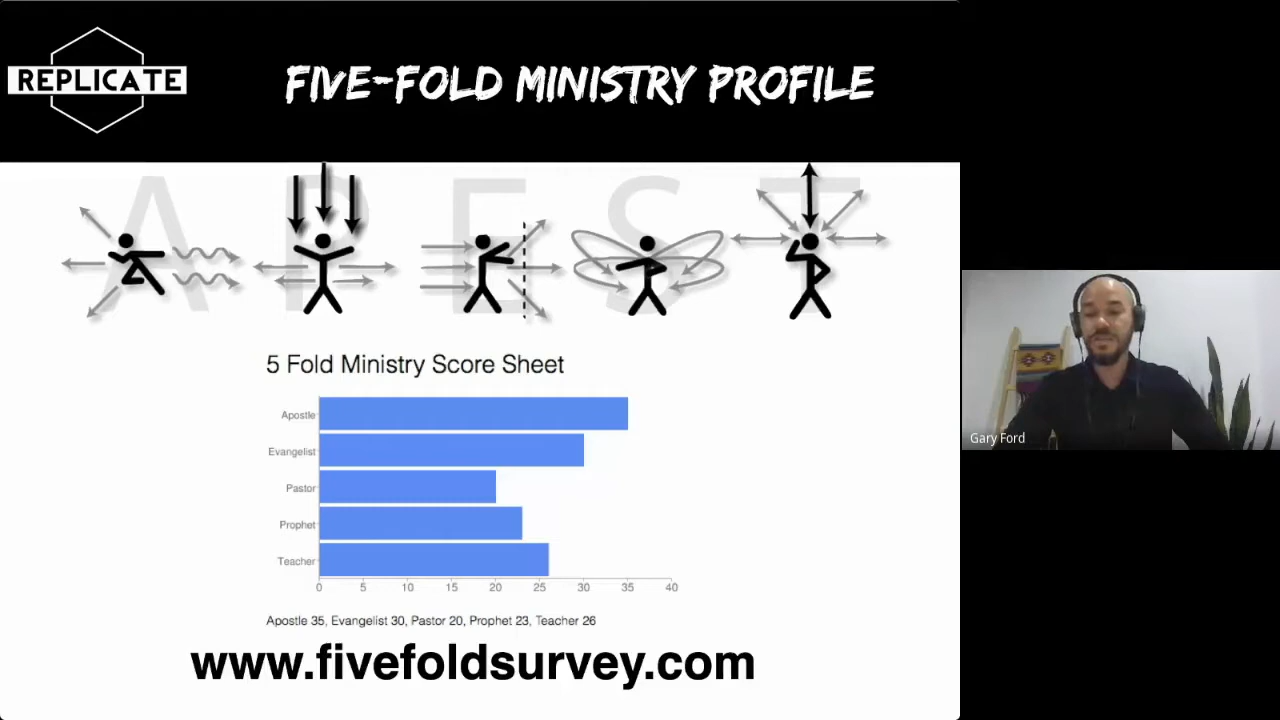 REPLICATE
FIVE-FOLD MINISTRY PROFILE
A P E S T
5 Fold Ministry Score Sheet
Apostle
Evangelist
Pastor
Prophet
Teacher
0 5 10 15 20 25 30 35 40
Apostle 35, Evangelist 30, Pastor 20, Prophet 23, Teacher 26
www.fivefoldsurvey.com
Gary Ford